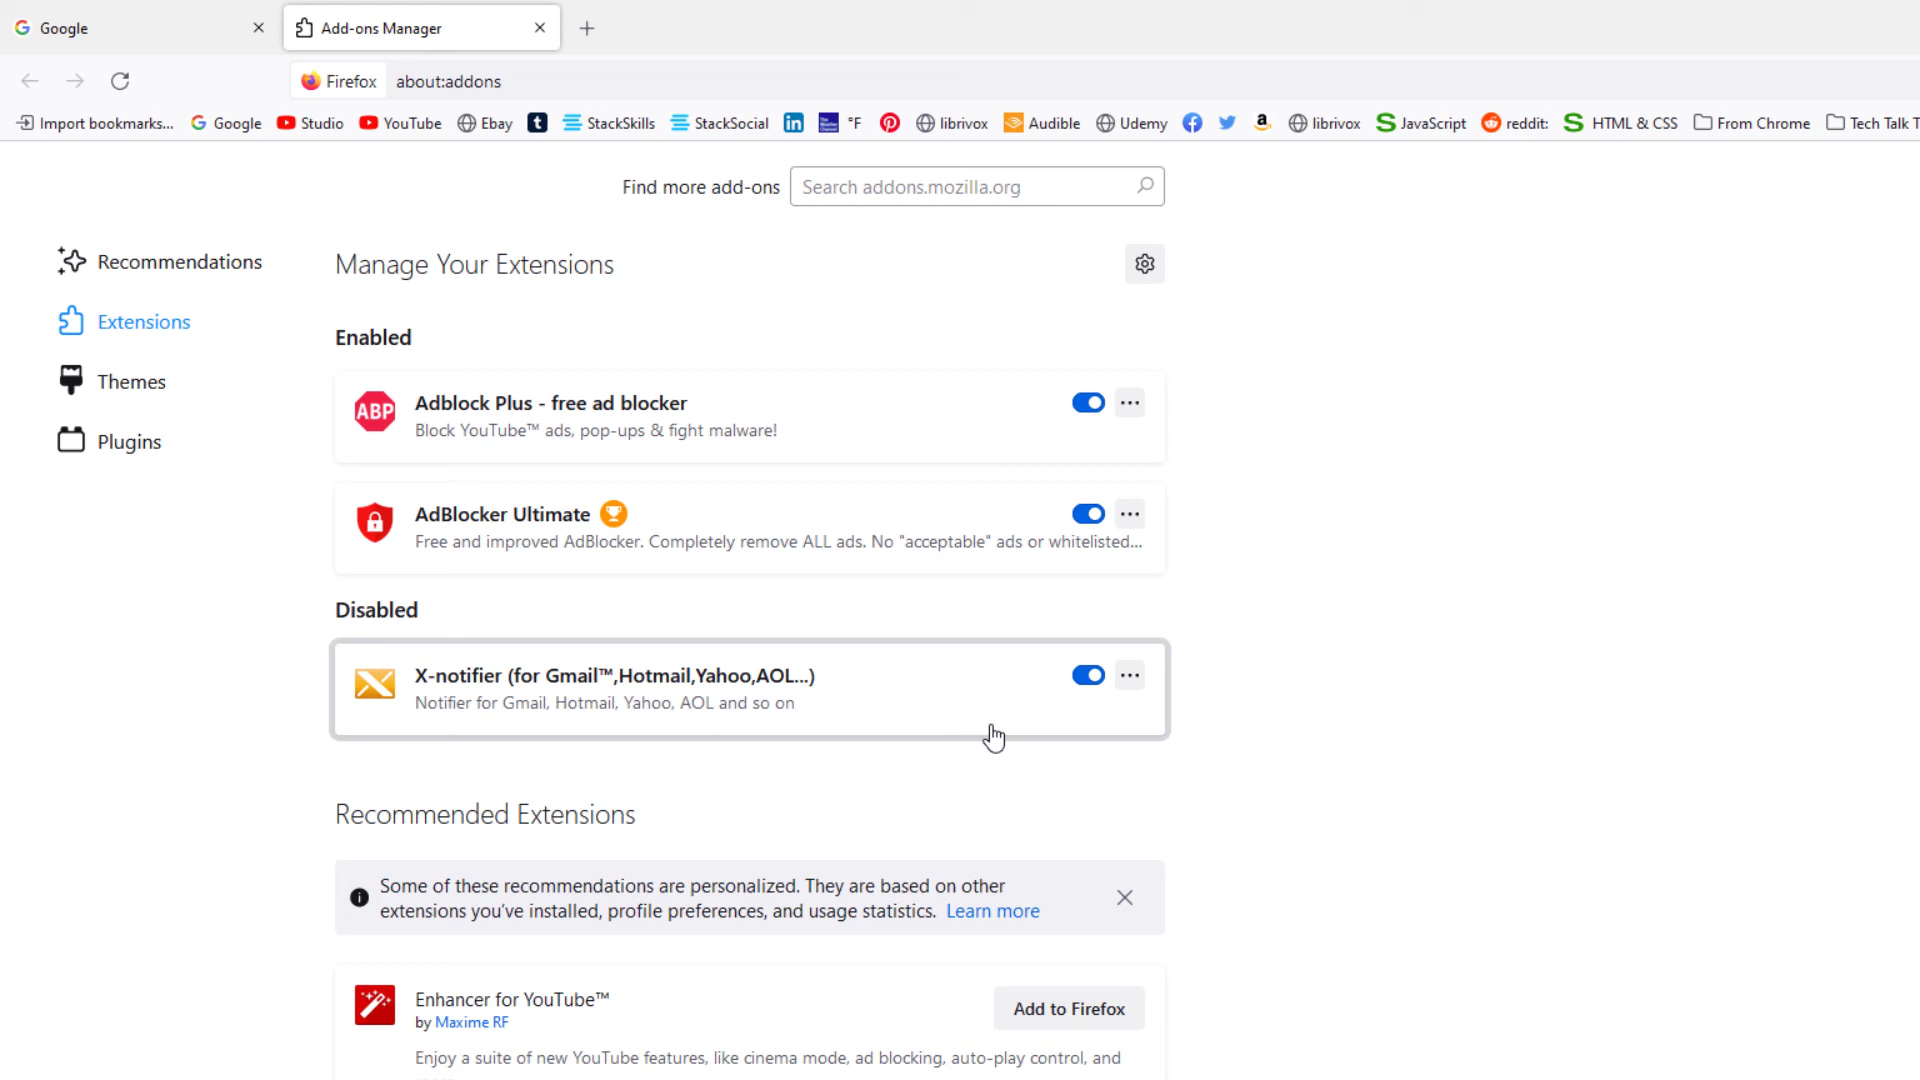 Google
Add-ons Manager
Firefox about:addons
Import bookmarks... Google Studio YouTube Ebay t StackSkills StackSocial in The Weather Channel °F librivox Audible Udemy a librivox JavaScript reddit: HTML & CSS From Chrome Tech Talk T
Find more add-ons Search addons.mozilla.org
Recommendations
Extensions
Themes
Plugins
Manage Your Extensions
Enabled
ABP Adblock Plus - free ad blocker
Block YouTube™ ads, pop-ups & fight malware!
AdBlocker Ultimate
Free and improved AdBlocker. Completely remove ALL ads. No "acceptable" ads or whitelisted...
Disabled
X-notifier (for Gmail™,Hotmail,Yahoo,AOL...)
Notifier for Gmail, Hotmail, Yahoo, AOL and so on
Recommended Extensions
Some of these recommendations are personalized. They are based on other
extensions you've installed, profile preferences, and usage statistics. Learn more
Enhancer for YouTube™
by Maxime RF
Add to Firefox
Enjoy a suite of new YouTube features, like cinema mode, ad blocking, auto-play control, and